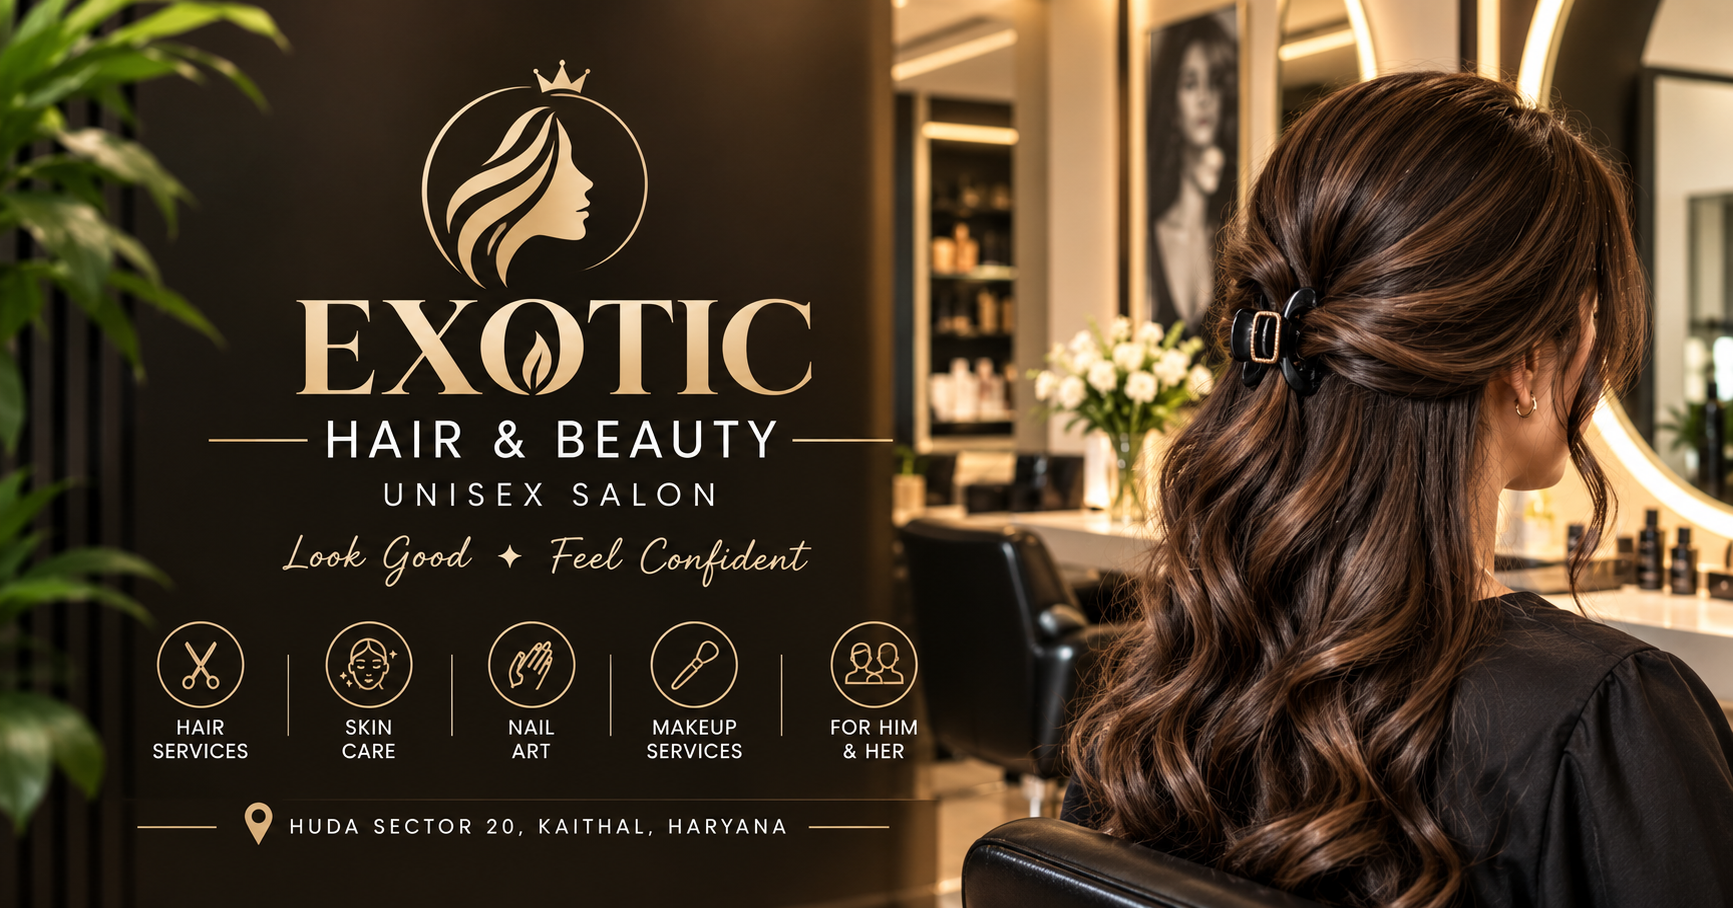 EXOTIC
HAIR & BEAUTY
UNISEX SALON
Look Good ✦ Feel Confident
HAIR
SERVICES
SKIN
CARE
NAIL
ART
MAKEUP
SERVICES
FOR HIM
& HER
HUDA SECTOR 20, KAITHAL, HARYANA